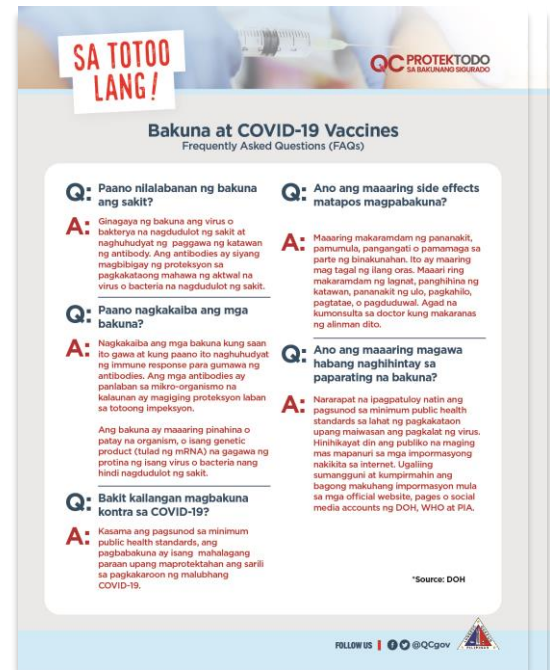 SA TOTOO
LANG!
QC PROTEKTODO
SA BAKUNANG SIGURADO
Bakuna at COVID-19 Vaccines
Frequently Asked Questions (FAQs)
Q: Paano nilalabanan ng bakuna
ang sakit?
A: Ginagaya ng bakuna ang virus o
bakterya na nagdudulot ng sakit at
naghuhudyat ng paggawa ng katawan
ng antibody. Ang antibodies ay siyang
magbibigay ng proteksyon sa
pagkakataong mahawa ng aktwal na
virus o bacteria na nagdudulot ng sakit.
Q: Paano nagkakaiba ang mga
bakuna?
A: Nagkakaiba ang mga bakuna kung saan
ito gawa at kung paano ito naghuhudyat
ng immune response para gumawa ng
antibodies. Ang mga antibodies ay
panlaban sa mikro-organismo na
kalaunan ay magiging proteksyon laban
sa totoong impeksyon.
Ang bakuna ay maaaring pinahina o
patay na organism, o isang genetic
product (tulad ng mRNA) na gagawa ng
protina ng isang virus o bacteria nang
hindi nagdudulot ng sakit.
Q: Bakit kailangan magbakuna
kontra sa COVID-19?
A: Kasama ang pagsunod sa minimum
public health standards, ang
pagbabakuna ay isang mahalagang
paraan upang maprotektahan ang sarili
sa pagkakaroon ng malubhang
COVID-19.
Q: Ano ang maaaring side effects
matapos magpabakuna?
A: Maaaring makaramdam ng pananakit,
pamumula, pangangati o pamamaga sa
parte ng binakunahan. Ito ay maaring
mag tagal ng ilang oras. Maaari ring
makaramdam ng lagnat, panghihina ng
katawan, pananakit ng ulo, pagkahilo,
pagtatae, o pagduduwal. Agad na
kumonsulta sa doctor kung makaranas
ng alinman dito.
Q: Ano ang maaaring magawa
habang naghihintay sa
paparating na bakuna?
A: Nararapat na ipagpatuloy natin ang
pagsunod sa minimum public health
standards sa lahat ng pagkakataon
upang maiwasan ang pagkalat ng virus.
Hinihikayat din ang publiko na maging
mas mapanuri sa mga impormasyong
nakikita sa internet. Ugaliing
sumangguni at kumpirmahin ang
bagong makuhang impormasyon mula
sa mga official website, pages o social
media accounts ng DOH, WHO at PIA.
*Source: DOH
FOLLOW US | @QCgov